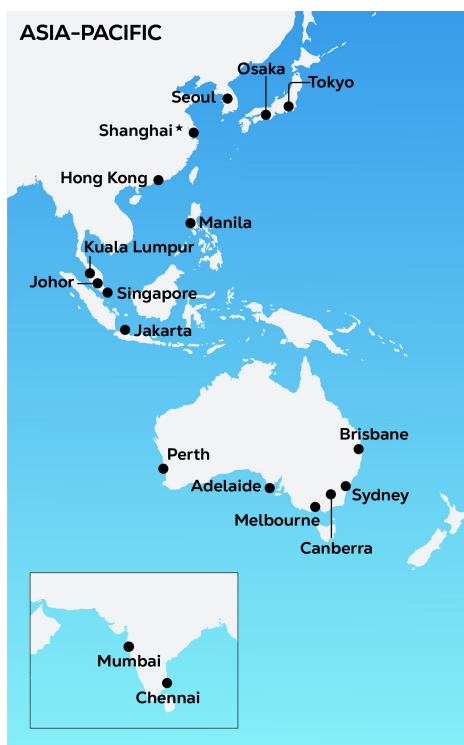 ASIA–PACIFIC
Osaka
Tokyo
Seoul
Shanghai*
Hong Kong
Manila
Kuala Lumpur
Johor
Singapore
Jakarta
Brisbane
Perth
Adelaide
Sydney
Melbourne
Canberra
Mumbai
Chennai